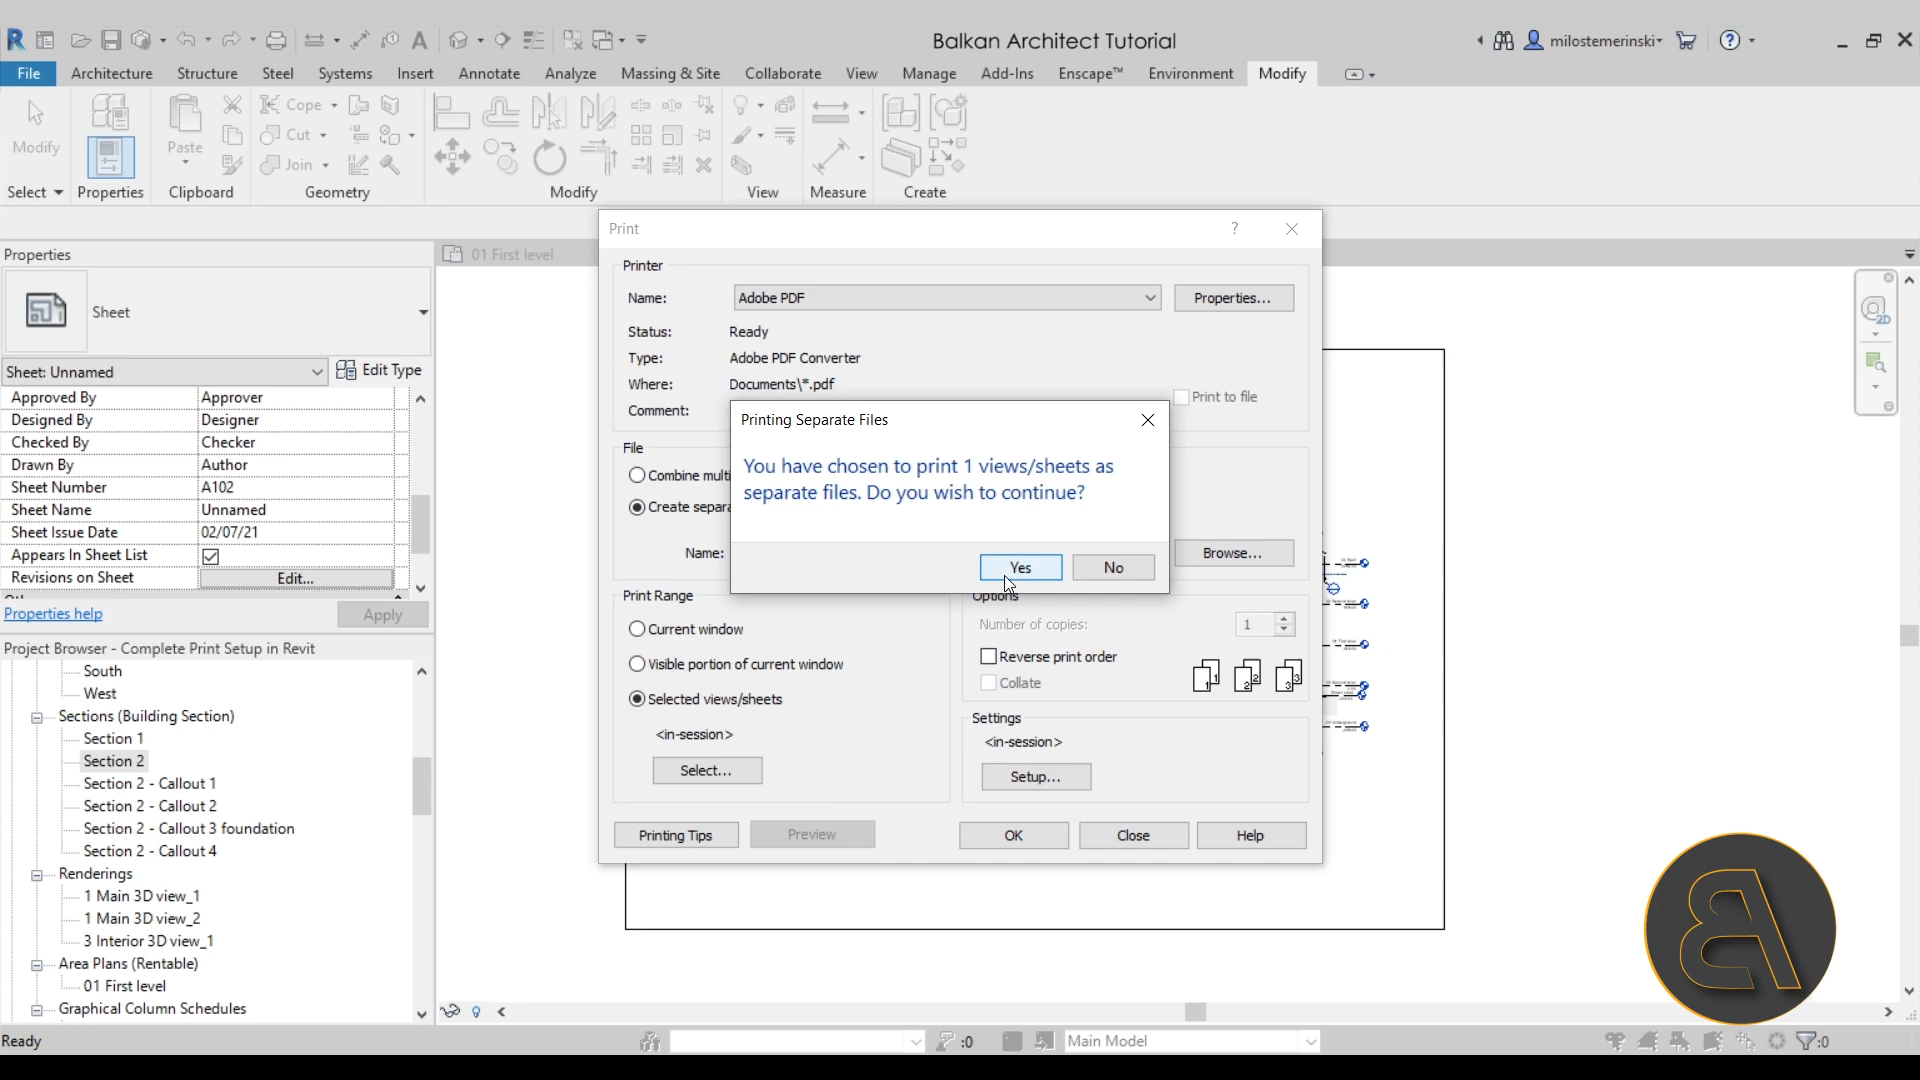 Balkan Architect Tutorial
milostemerinski
File Architecture Structure Steel Systems Insert Annotate Analyze Massing & Site Collaborate View Manage Add-Ins Enscape™ Environment Modify
Modify
Paste
Cope
Cut
Join
Select Properties Clipboard Geometry Modify View Measure Create
Properties
Sheet
Sheet: Unnamed
Edit Type
Approved By Approver
Designed By Designer
Checked By Checker
Drawn By Author
Sheet Number A102
Sheet Name Unnamed
Sheet Issue Date 02/07/21
Appears In Sheet List
Revisions on Sheet Edit...
Properties help
Apply
Project Browser - Complete Print Setup in Revit
South
West
Sections (Building Section)
Section 1
Section 2
Section 2 - Callout 1
Section 2 - Callout 2
Section 2 - Callout 3 foundation
Section 2 - Callout 4
Renderings
1 Main 3D view_1
1 Main 3D view_2
3 Interior 3D view_1
Area Plans (Rentable)
01 First level
Graphical Column Schedules
01 First level
2D
Print
?
Printer
Name: Adobe PDF Properties...
Status: Ready
Type: Adobe PDF Converter
Where: Documents\*.pdf
Comment:
Print to file
File
Combine multi
Create separa
Name:
Browse...
Printing Separate Files
You have chosen to print 1 views/sheets as
separate files. Do you wish to continue?
Yes No
Print Range
Current window
Visible portion of current window
Selected views/sheets
<in-session>
Select...
Options
Number of copies: 1
Reverse print order
Collate
1 1 2 2 3 3
Settings
<in-session>
Setup...
Printing Tips Preview OK Close Help
Ready
:0
Main Model
:0